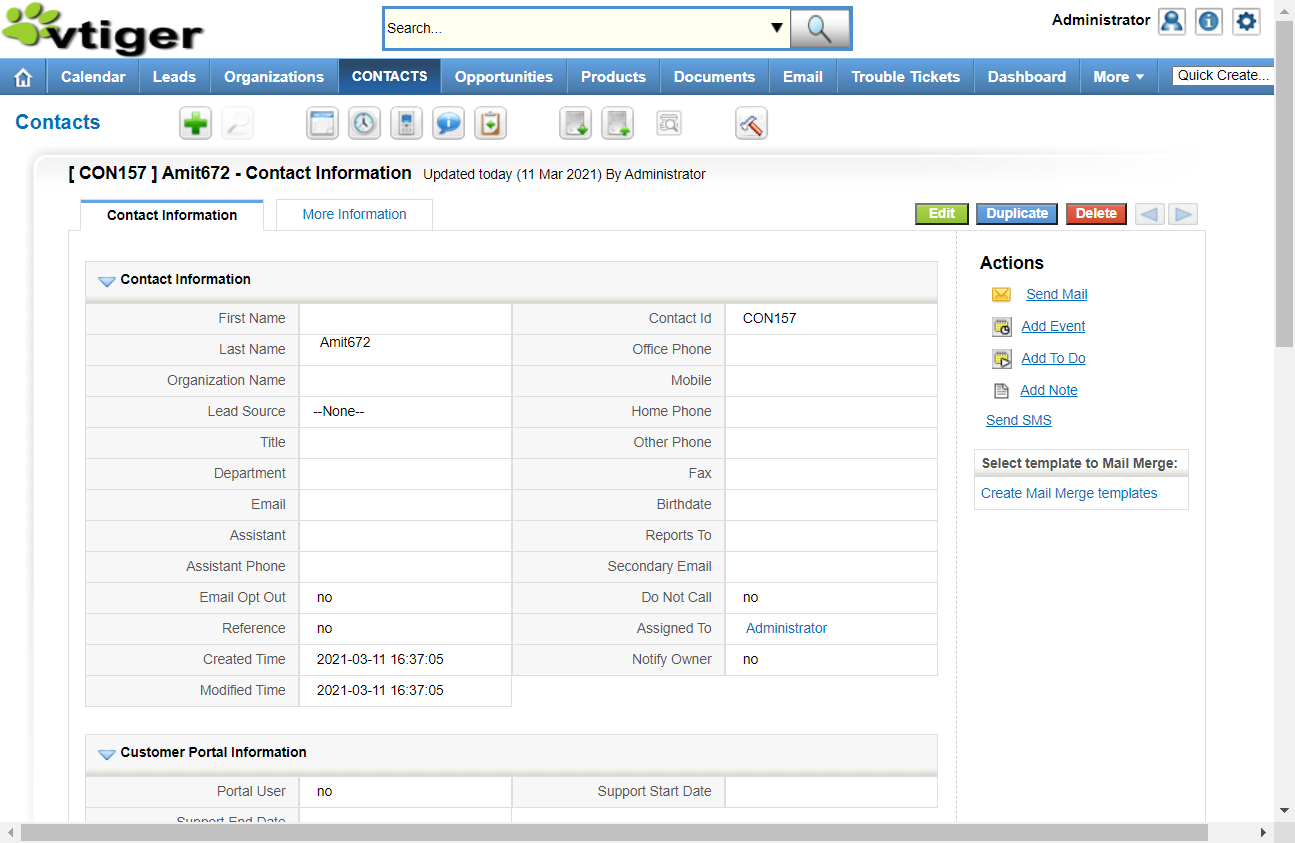 vtiger
Search...
Administrator
Calendar
Leads
Organizations
CONTACTS
Opportunities
Products
Documents
Email
Trouble Tickets
Dashboard
More
Quick Create...
Contacts
[ CON157 ] Amit672 - Contact Information Updated today (11 Mar 2021) By Administrator
Contact Information
More Information
Edit
Duplicate
Delete
Contact Information
First Name
Contact Id CON157
Last Name Amit672
Office Phone
Organization Name
Mobile
Lead Source --None--
Home Phone
Title
Other Phone
Department
Fax
Email
Birthdate
Assistant
Reports To
Assistant Phone
Secondary Email
Email Opt Out no
Do Not Call no
Reference no
Assigned To Administrator
Created Time 2021-03-11 16:37:05
Notify Owner no
Modified Time 2021-03-11 16:37:05
Customer Portal Information
Portal User no
Support Start Date
Support End Date
Actions
Send Mail
Add Event
Add To Do
Add Note
Send SMS
Select template to Mail Merge:
Create Mail Merge templates